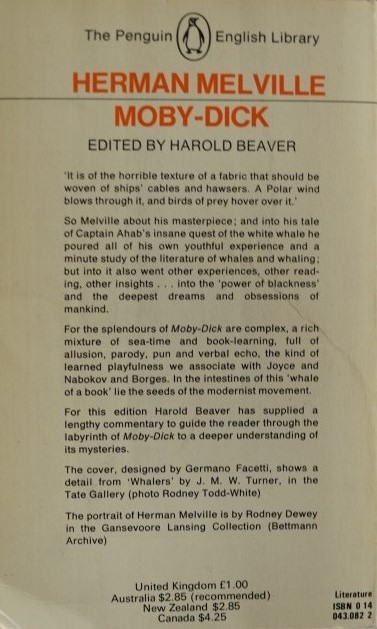 The Penguin English Library
HERMAN MELVILLE
MOBY-DICK
EDITED BY HAROLD BEAVER
'It is of the horrible texture of a fabric that should be
woven of ships' cables and hawsers. A Polar wind
blows through it, and birds of prey hover over it.'
So Melville about his masterpiece; and into his tale
of Captain Ahab's insane quest of the white whale he
poured all of his own youthful experience and a
minute study of the literature of whales and whaling;
but into it also went other experiences, other read-
ing, other insights . . . into the 'power of blackness'
and the deepest dreams and obsessions of
mankind.
For the splendours of Moby-Dick are complex, a rich
mixture of sea-time and book-learning, full of
allusion, parody, pun and verbal echo, the kind of
learned playfulness we associate with Joyce and
Nabokov and Borges. In the intestines of this 'whale
of a book' lie the seeds of the modernist movement.
For this edition Harold Beaver has supplied a
lengthy commentary to guide the reader through the
labyrinth of Moby-Dick to a deeper understanding of
its mysteries.
The cover, designed by Germano Facetti, shows a
detail from 'Whalers' by J. M. W. Turner, in the
Tate Gallery (photo Rodney Todd-White)
The portrait of Herman Melville is by Rodney Dewey
in the Gansevoore Lansing Collection (Bettmann
Archive)
United Kingdom £1.00
Australia $2.85 (recommended)
New Zealand $2.85
Canada $4.25
Literature
ISBN 0 14
043.082 2